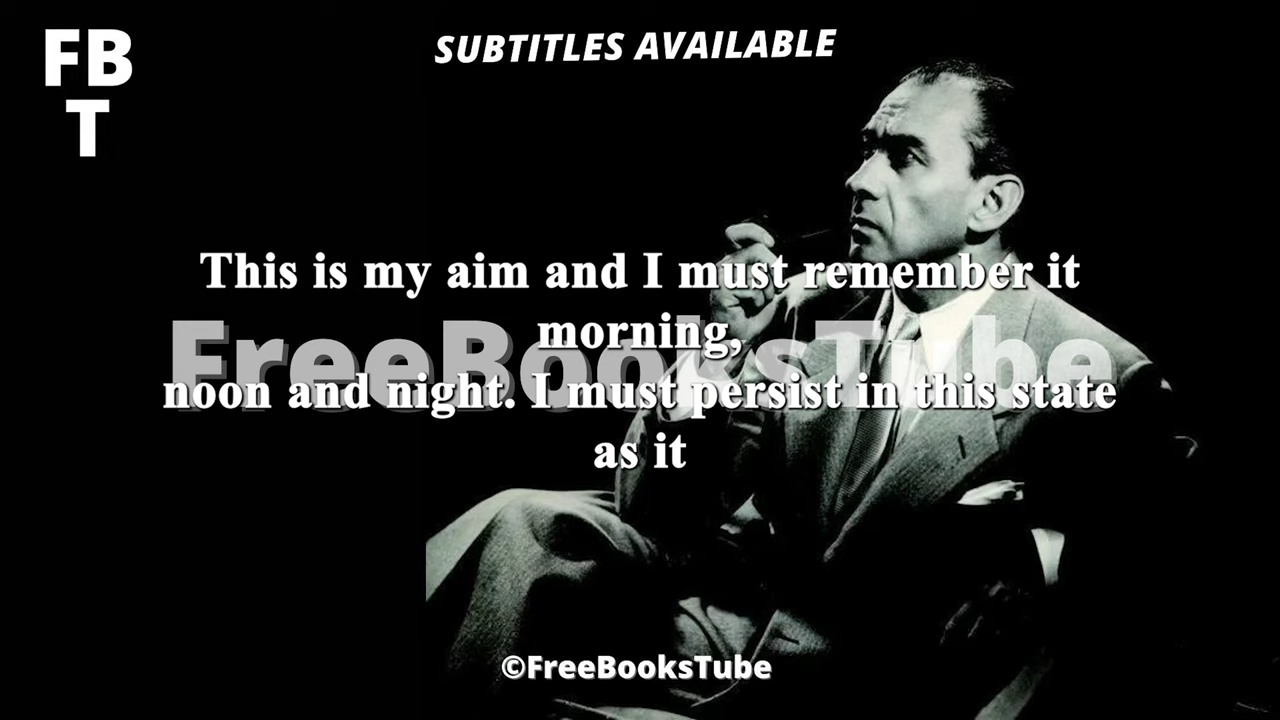 FB
T
SUBTITLES AVAILABLE
This is my aim and I must remember it
morning,
FreeBooksTube
noon and night. I must persist in this state
as it
©FreeBooksTube